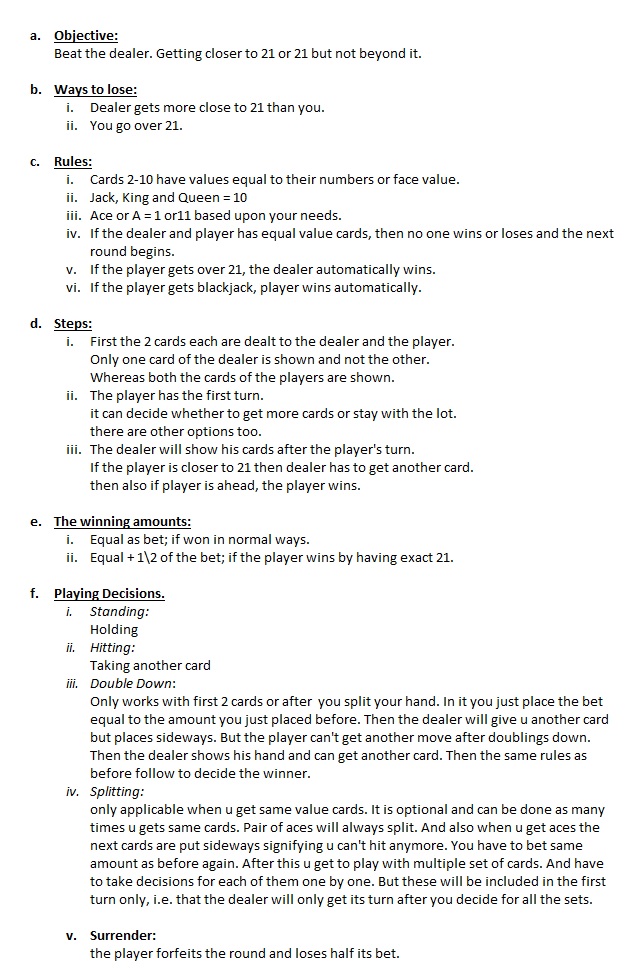 a. Objective:
Beat the dealer. Getting closer to 21 or 21 but not beyond it.
b. Ways to lose:
i. Dealer gets more close to 21 than you.
ii. You go over 21.
c. Rules:
i. Cards 2-10 have values equal to their numbers or face value.
ii. Jack, King and Queen = 10
iii. Ace or A = 1 or11 based upon your needs.
iv. If the dealer and player has equal value cards, then no one wins or loses and the next
round begins.
v. If the player gets over 21, the dealer automatically wins.
vi. If the player gets blackjack, player wins automatically.
d. Steps:
i. First the 2 cards each are dealt to the dealer and the player.
Only one card of the dealer is shown and not the other.
Whereas both the cards of the players are shown.
ii. The player has the first turn.
it can decide whether to get more cards or stay with the lot.
there are other options too.
iii. The dealer will show his cards after the player's turn.
If the player is closer to 21 then dealer has to get another card.
then also if player is ahead, the player wins.
e. The winning amounts:
i. Equal as bet; if won in normal ways.
ii. Equal + 1\2 of the bet; if the player wins by having exact 21.
f. Playing Decisions.
i. Standing:
Holding
ii. Hitting:
Taking another card
iii. Double Down:
Only works with first 2 cards or after you split your hand. In it you just place the bet
equal to the amount you just placed before. Then the dealer will give u another card
but places sideways. But the player can't get another move after doublings down.
Then the dealer shows his hand and can get another card. Then the same rules as
before follow to decide the winner.
iv. Splitting:
only applicable when u get same value cards. It is optional and can be done as many
times u gets same cards. Pair of aces will always split. And also when u get aces the
next cards are put sideways signifying u can't hit anymore. You have to bet same
amount as before again. After this u get to play with multiple set of cards. And have
to take decisions for each of them one by one. But these will be included in the first
turn only, i.e. that the dealer will only get its turn after you decide for all the sets.
v. Surrender:
the player forfeits the round and loses half its bet.